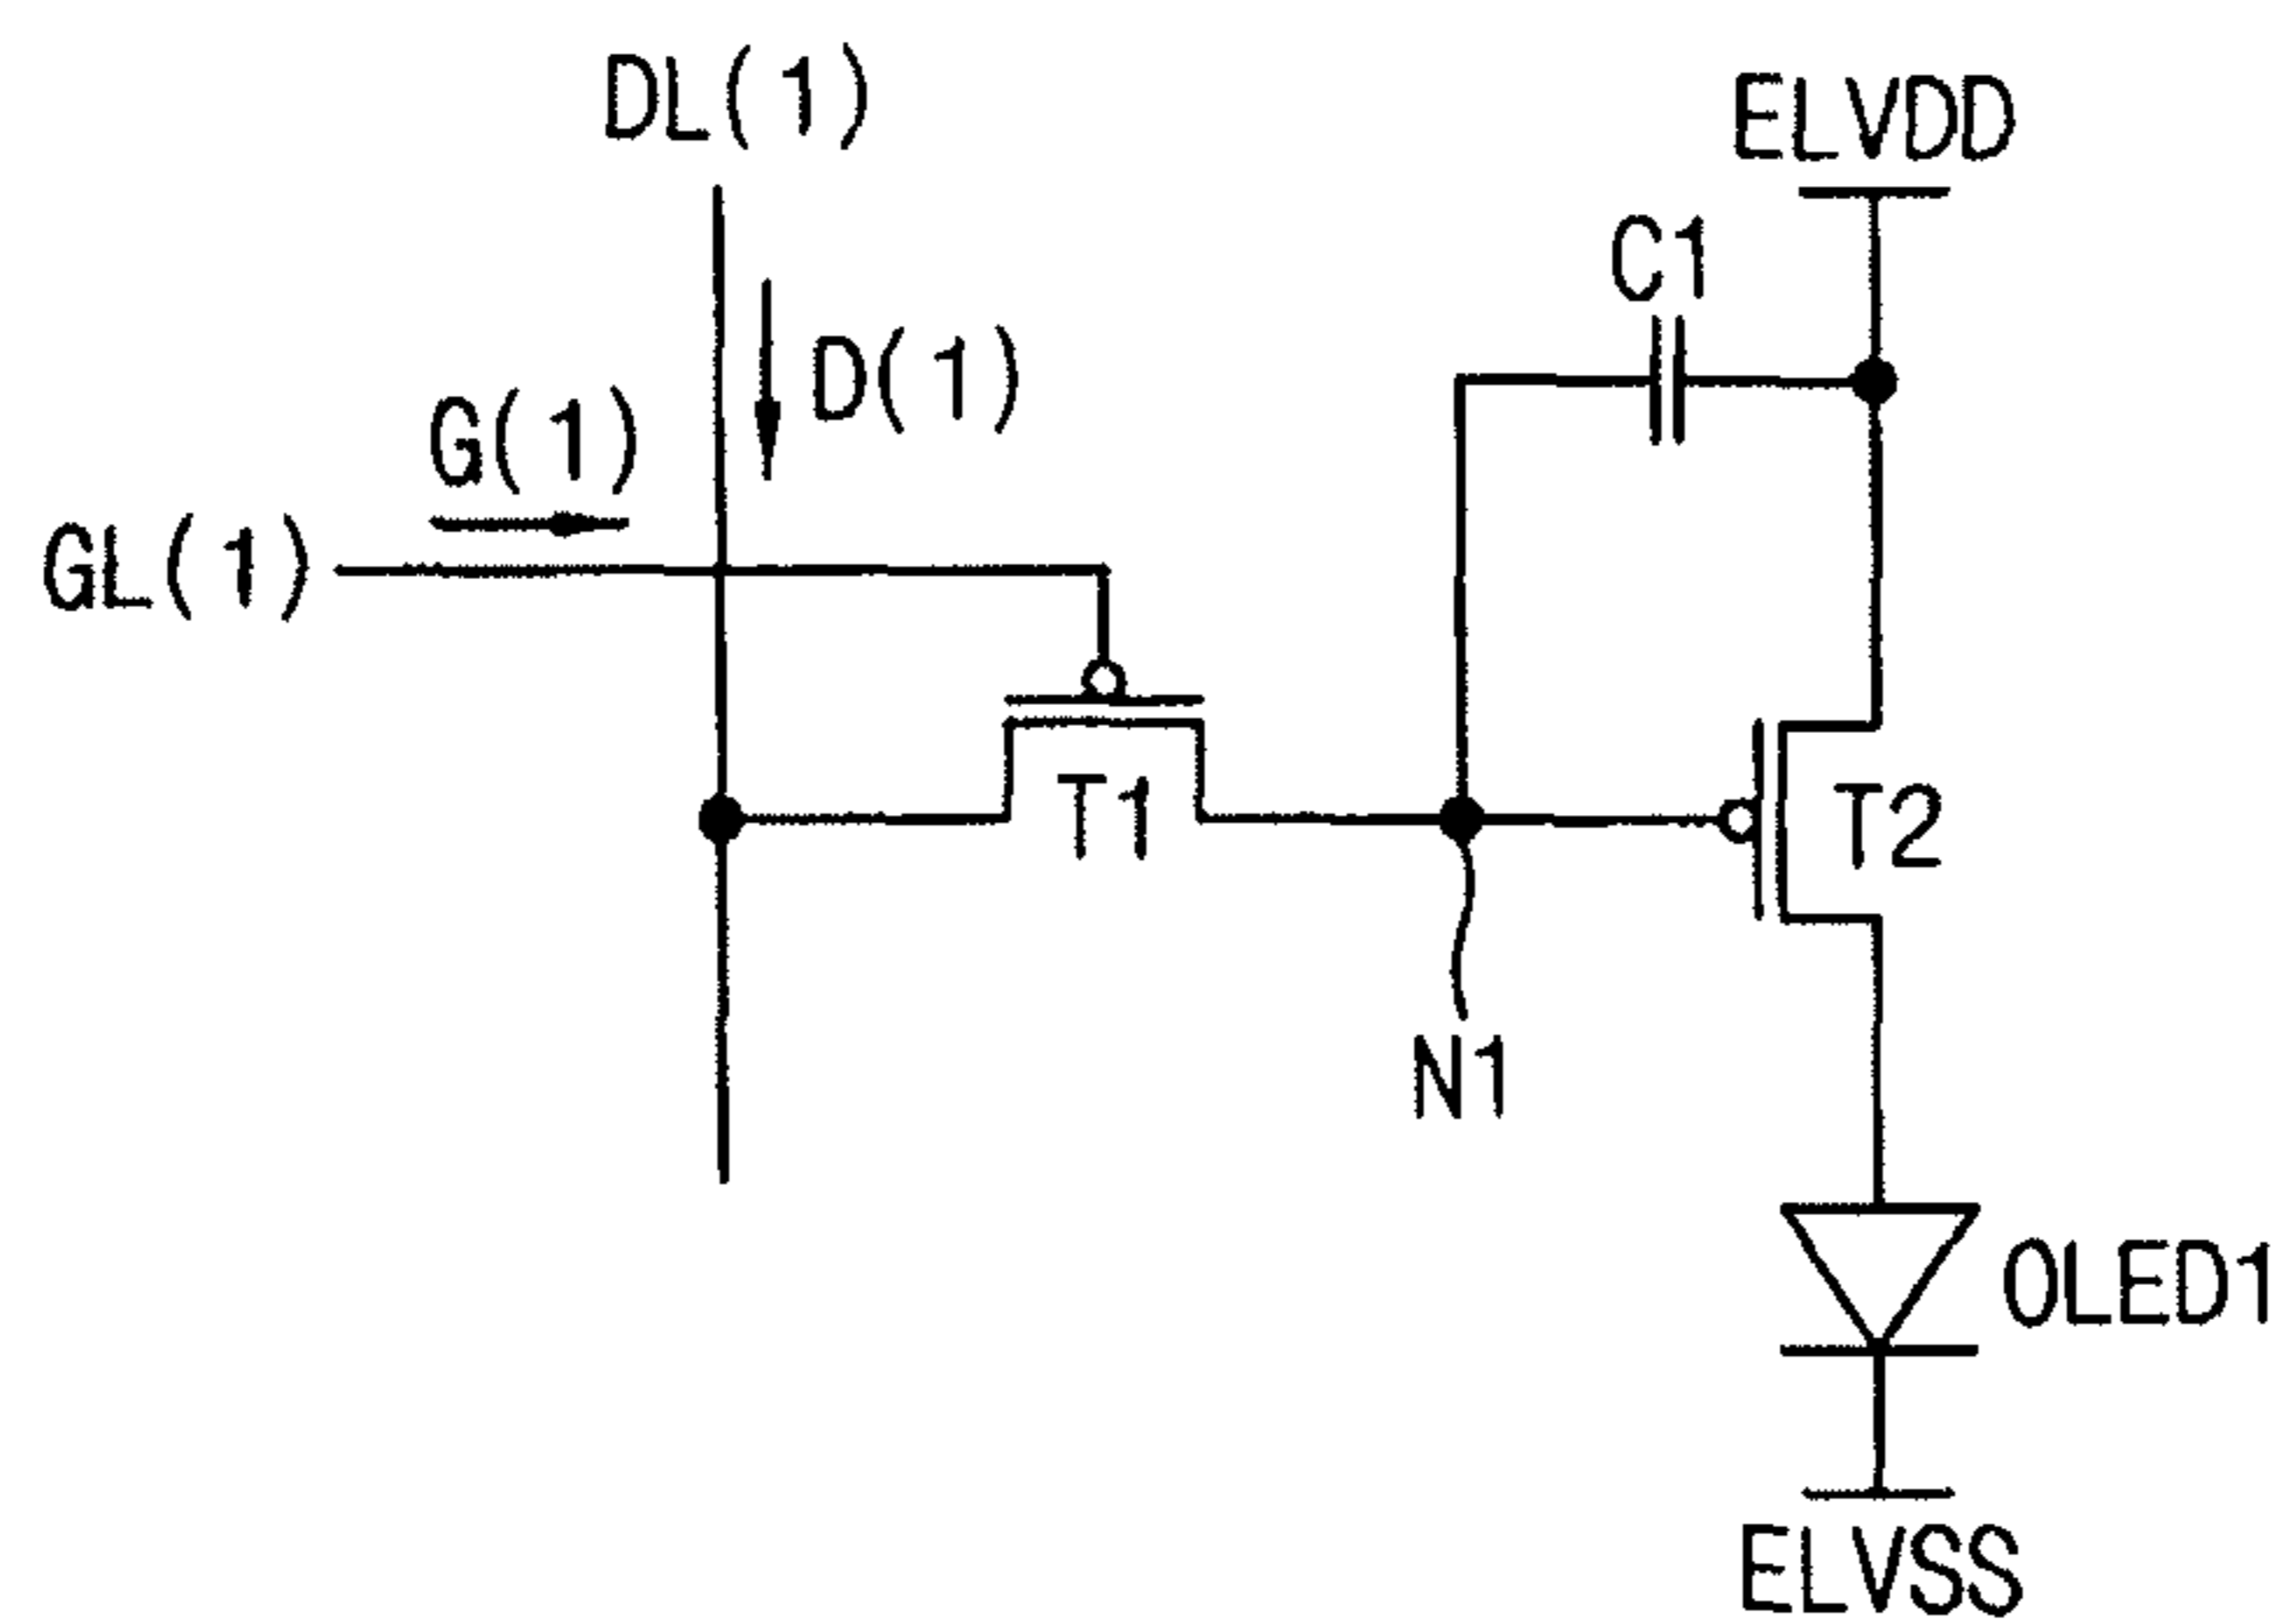 DL(1)
ELVDD
C1
D(1)
G(1)
GL(1)
T1
T2
N1
OLED1
ELVSS